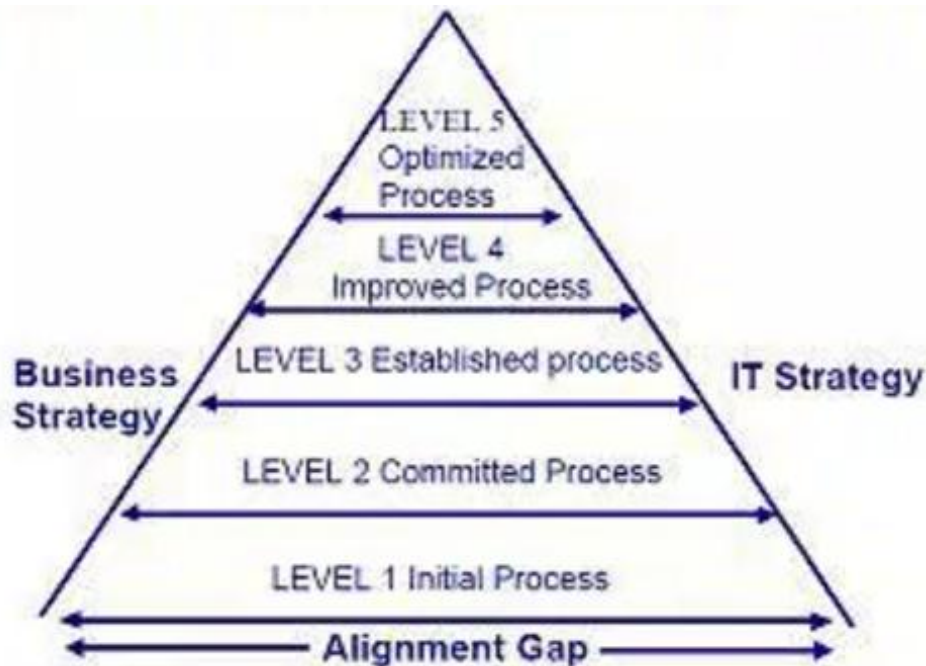 LEVEL 5
Optimized
Process
LEVEL 4
Improved Process
LEVEL 3 Established process
Business
Strategy
IT Strategy
LEVEL 2 Committed Process
LEVEL 1 Initial Process
Alignment Gap